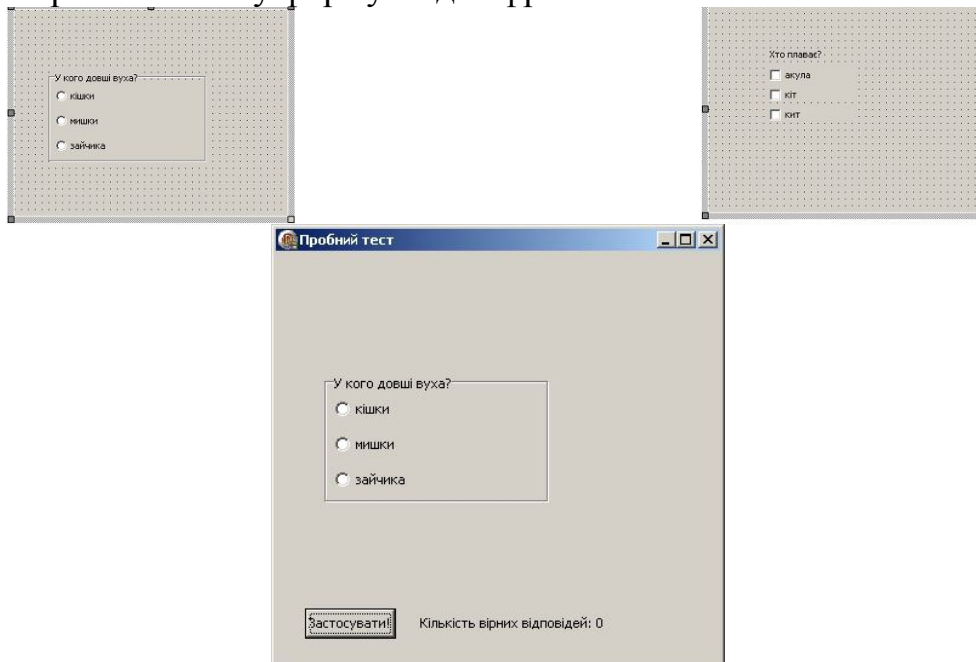 У кого довші вуха?
кішки
мишки
зайчика
Хто плаває?
акула
кіт
кит
Пробний тест
У кого довші вуха?
кішки
мишки
зайчика
Застосувати!
Кількість вірних відповідей: 0